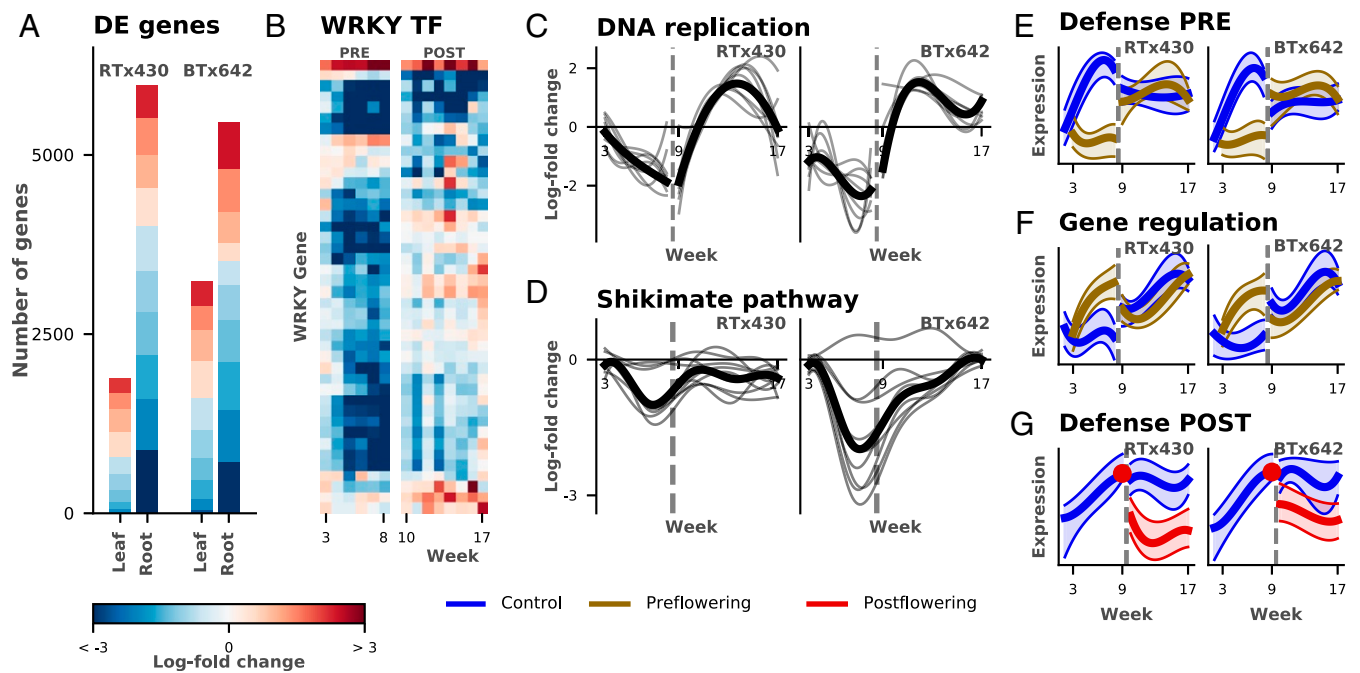 A
DE genes
RTx430
BTx642
Number of genes
5000
2500
0
Leaf
Root
Leaf
Root
< -3
0
> 3
Log-fold change
B
WRKY TF
PRE
POST
WRKY Gene
3
8
10
17
Week
C
DNA replication
RTx430
BTx642
Log-fold change
2
0
-2
3
9
17
3
9
17
Week
Week
D
Shikimate pathway
RTx430
BTx642
Log-fold change
0
-3
3
9
17
3
9
17
Week
Week
Control
Preflowering
Postflowering
E
Defense PRE
RTx430
BTx642
Expression
3
9
17
3
9
17
F
Gene regulation
RTx430
BTx642
Expression
3
9
17
3
9
17
G
Defense POST
RTx430
BTx642
Expression
3
9
17
3
9
17
Week
Week